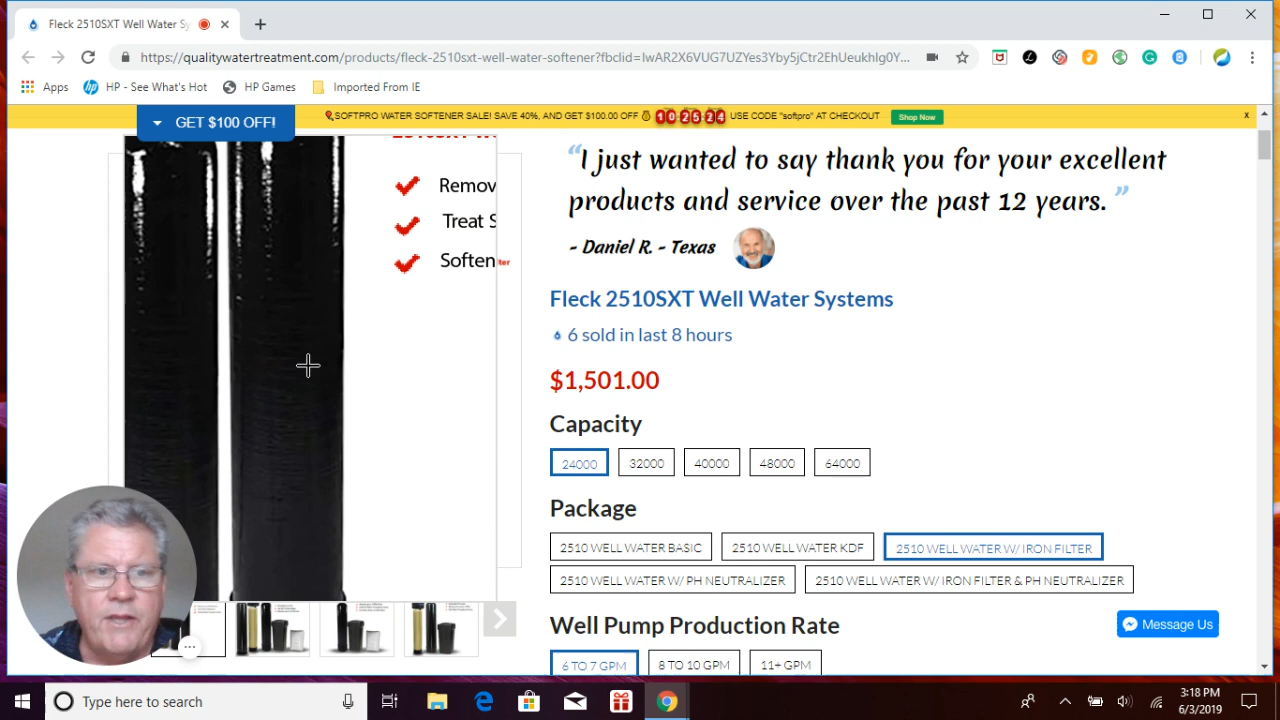 Fleck 2510SXT Well Water Sy
https://qualitywatertreatment.com/products/fleck-2510sxt-well-water-softener?fbclid=IwAR2X6VUG7UZYes3Yby5jCtr2EhUeukhIg0Y...
Apps HP - See What's Hot HP Games Imported From IE
GET $100 OFF!
SOFTPRO WATER SOFTENER SALE! SAVE 40%, AND GET $100.00 OFF 10 25 24 USE CODE "softpro" AT CHECKOUT Shop Now x
“I just wanted to say thank you for your excellent
products and service over the past 12 years.”
- Daniel R. - Texas
Remov
Treat S
Soften
Fleck 2510SXT Well Water Systems
6 sold in last 8 hours
$1,501.00
Capacity
24000 32000 40000 48000 64000
Package
2510 WELL WATER BASIC 2510 WELL WATER KDF 2510 WELL WATER W/ IRON FILTER
2510 WELL WATER W/ PH NEUTRALIZER 2510 WELL WATER W/ IRON FILTER & PH NEUTRALIZER
Well Pump Production Rate
Message Us
6 TO 7 GPM 8 TO 10 GPM 11+ GPM
Type here to search
3:18 PM
6/3/2019